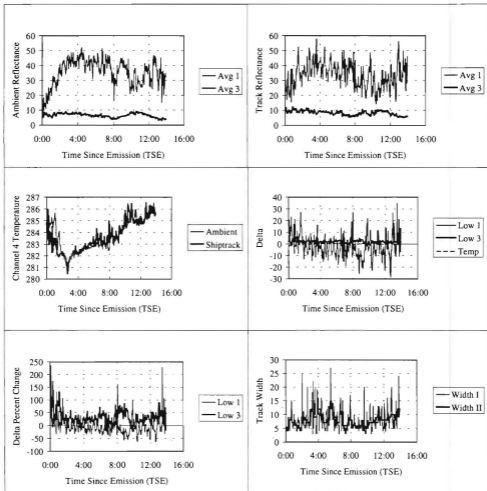 Ambient Reflectance
60
50
40
30
20
10
0
0:00 4:00 8:00 12:00 16:00
Time Since Emission (TSE)
Avg 1
Avg 3
Track Reflectance
60
50
40
30
20
10
0
0:00 4:00 8:00 12:00 16:00
Time Since Emission (TSE)
Avg 1
Avg 3
Channel 4 Temperature
287
286
285
284
283
282
281
280
0:00 4:00 8:00 12:00 16:00
Time Since Emission (TSE)
Ambient
Shiptrack
Delta
40
30
20
10
0
-10
-20
-30
0:00 4:00 8:00 12:00 16:00
Time Since Emission (TSE)
Low 1
Low 3
Temp
Delta Percent Change
250
200
150
100
50
0
-50
-100
0:00 4:00 8:00 12:00 16:00
Time Since Emission (TSE)
Low 1
Low 3
Track Width
30
25
20
15
10
5
0
0:00 4:00 8:00 12:00 16:00
Time Since Emission (TSE)
Width I
Width II